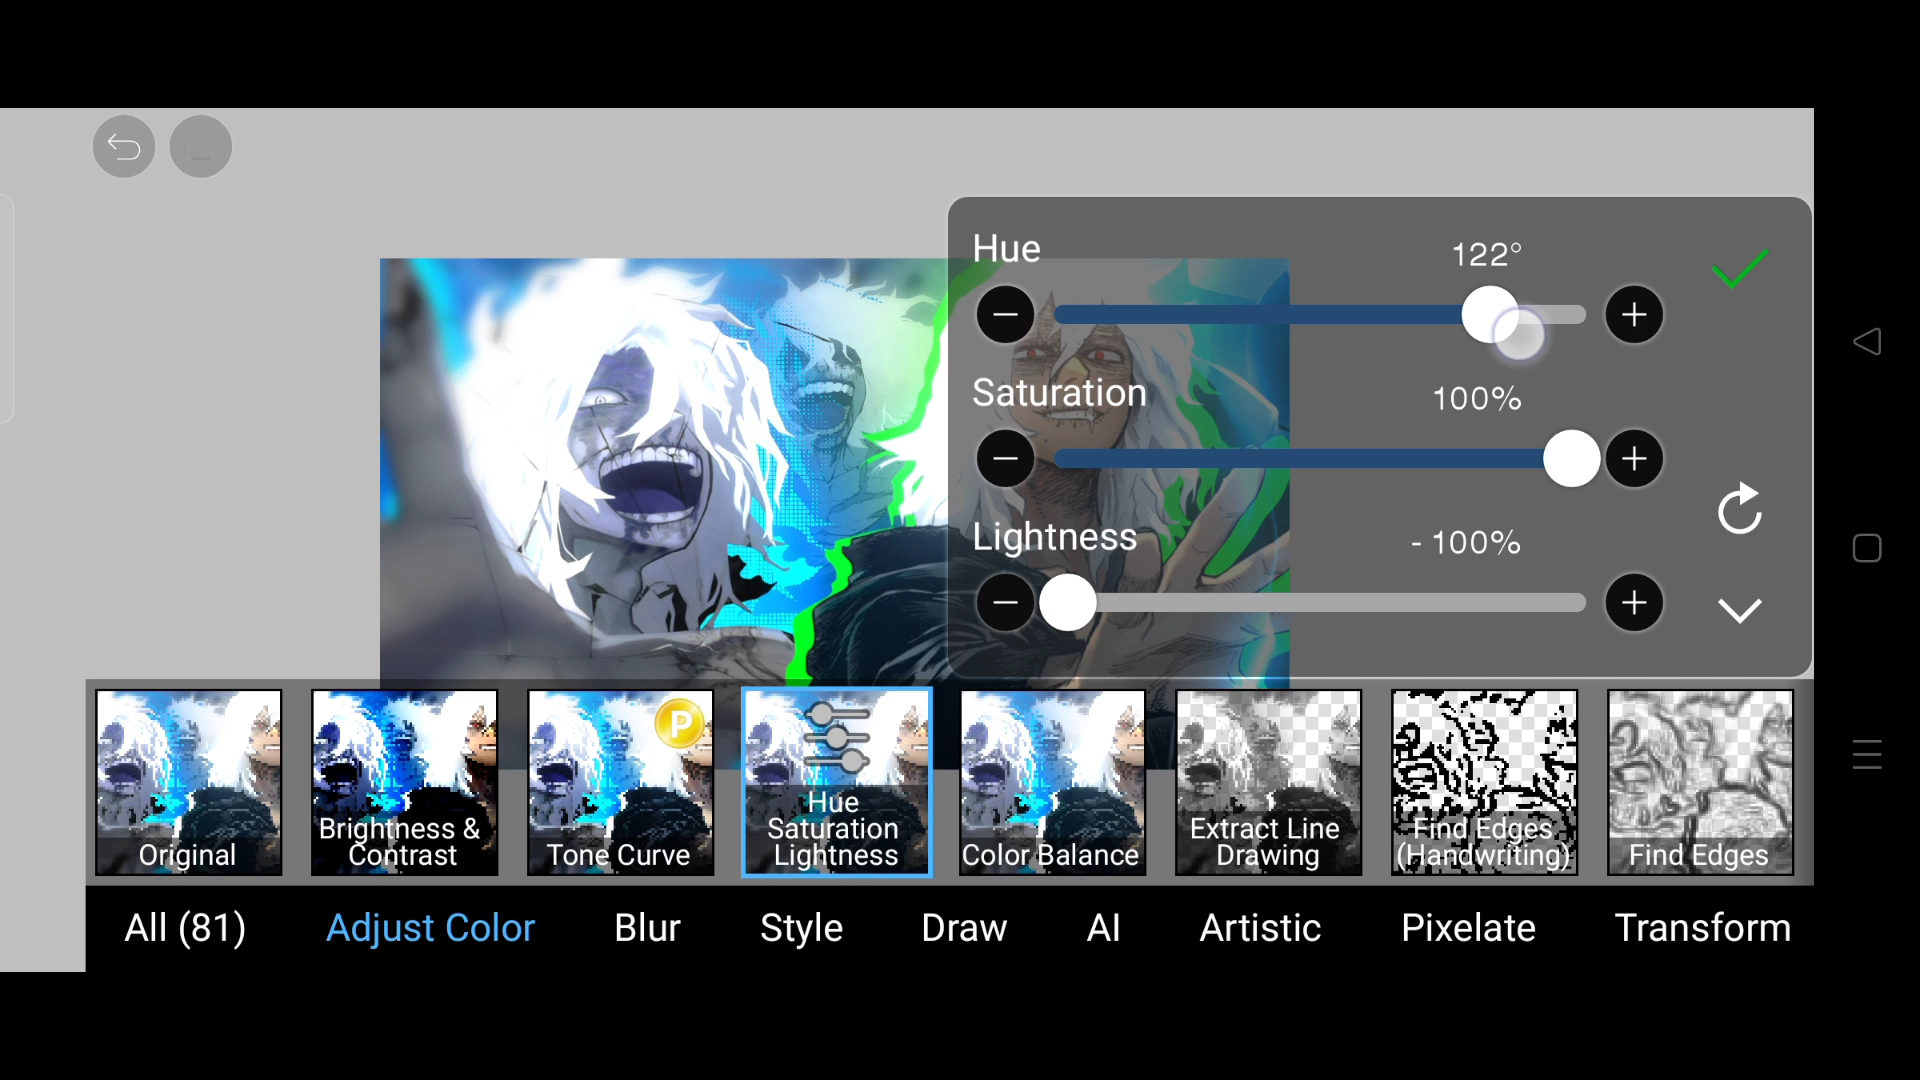 Hue
122°
Saturation
100%
Lightness
- 100%
Original
Brightness &
Contrast
P
Tone Curve
Hue
Saturation
Lightness
Color Balance
Extract Line
Drawing
Find Edges
(Handwriting)
Find Edges
All (81)
Adjust Color
Blur
Style
Draw
AI
Artistic
Pixelate
Transform